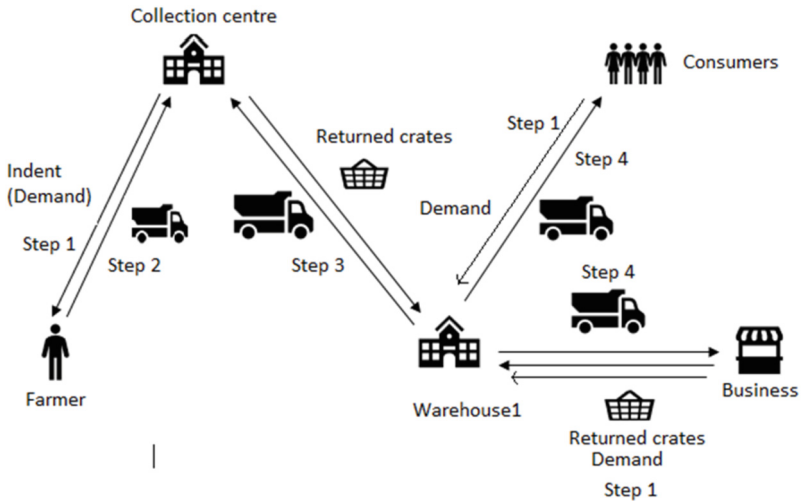 Collection centre
Consumers
Step 1
Returned crates
Step 4
Indent
(Demand)
Demand
Step 1
Step 2
Step 3
Step 4
Farmer
Warehouse1
Business
Returned crates
Demand
Step 1